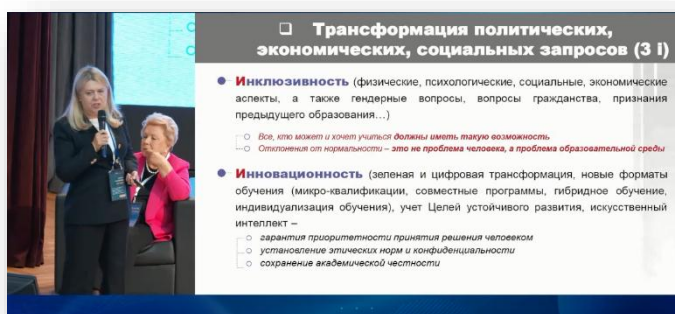 Трансформация политических,
экономических, социальных запросов (3 i)
Инклюзивность (физические, психологические, социальные, экономические
аспекты, а также гендерные вопросы, вопросы гражданства, признания
предыдущего образования...)
Все, кто может и хочет учиться должны иметь такую возможность
Отклонения от нормальности – это не проблема человека, а проблема образовательной среды
Инновационность (зеленая и цифровая трансформация, новые форматы
обучения (микро-квалификации, совместные программы, гибридное обучение,
индивидуализация обучения), учет Целей устойчивого развития, искусственный
интеллект –
гарантия приоритетности принятия решения человеком
установление этических норм и конфиденциальности
сохранение академической честности